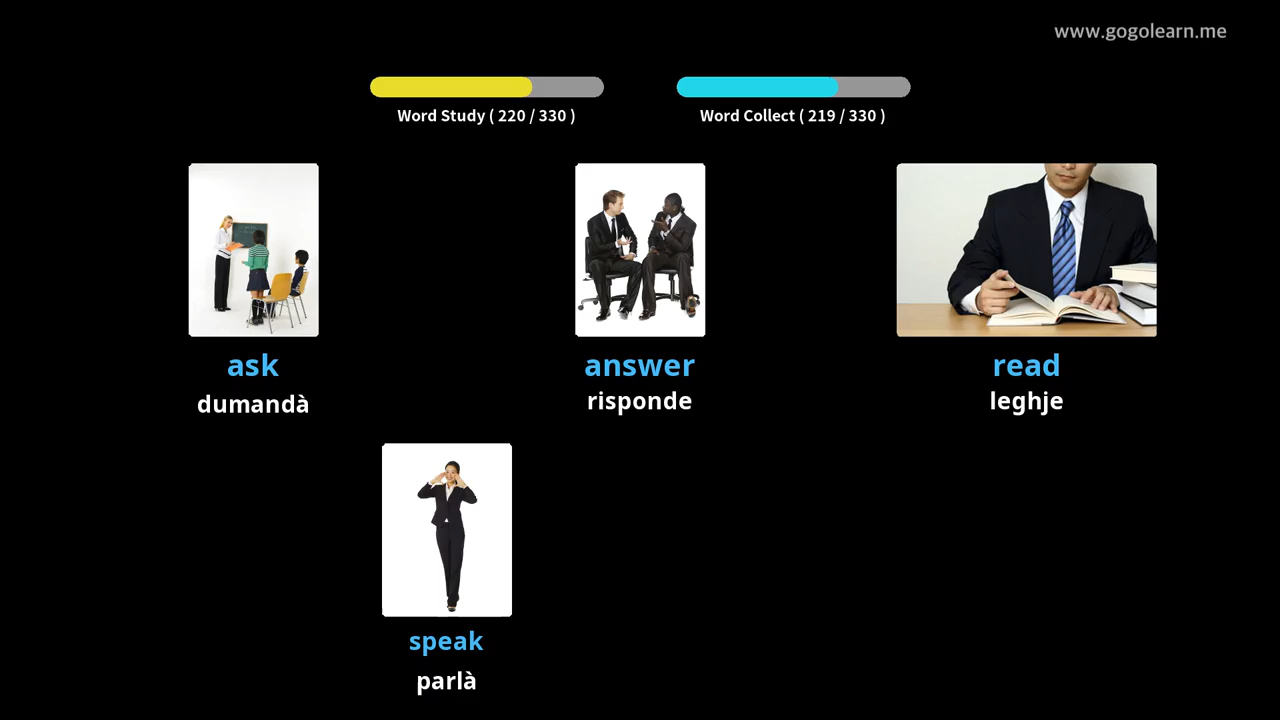 www.gogolearn.me
Word Study ( 220 / 330 )
Word Collect ( 219 / 330 )
ask
dumandà
answer
risponde
read
leghje
speak
parlà